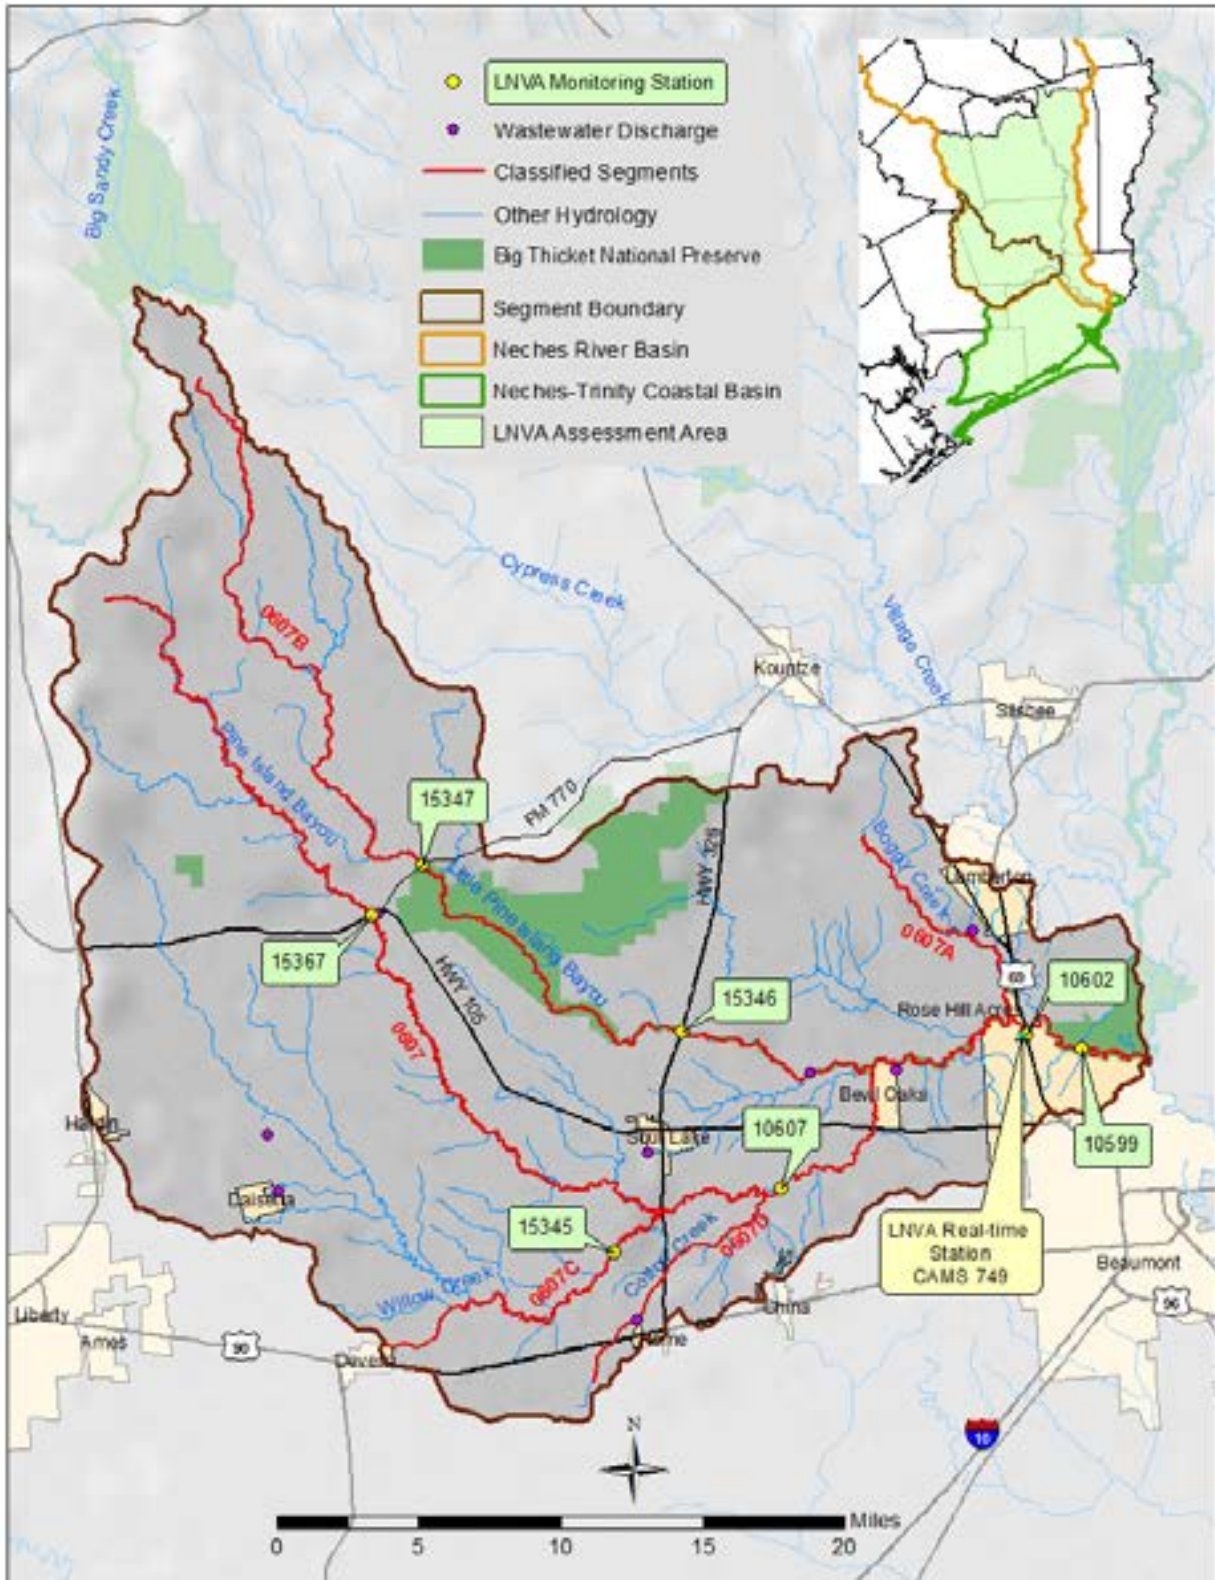 LNVA Monitoring Station
Wastewater Discharge
Classified Segments
Other Hydrology
Big Thicket National Preserve
Segment Boundary
Neches River Basin
Neches-Trinity Coastal Basin
LNVA Assessment Area
Big Sandy Creek
Cypress Creek
Village Creek
Kountze
Silsbee
0607B
Pine Island Bayou
15347
FM 770
HWY 326
Little Pine Island Bayou
Boggy Creek
Lumberton
0607A
15367
HWY 105
69
10602
15346
Rose Hill Acres
0607
Bevil Oaks
Hardin
Sour Lake
10607
10599
Daisetta
15345
Cotton Creek
0607D
LNVA Real-time
Station
CAMS 749
Beaumont
Willow Creek
0607C
China
96
Liberty
Ames
90
Devers
Nome
10
N
Miles
0 5 10 15 20